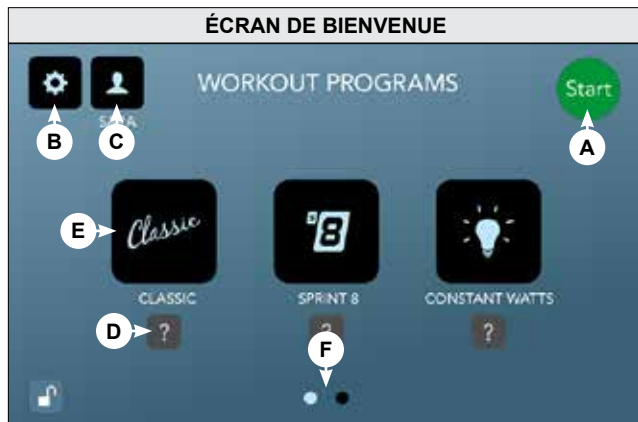 ÉCRAN DE BIENVENUE
WORKOUT PROGRAMS
Start
B
C
A
E
Classic
8
CLASSIC
SPRINT 8
CONSTANT WATTS
D
?
F
?